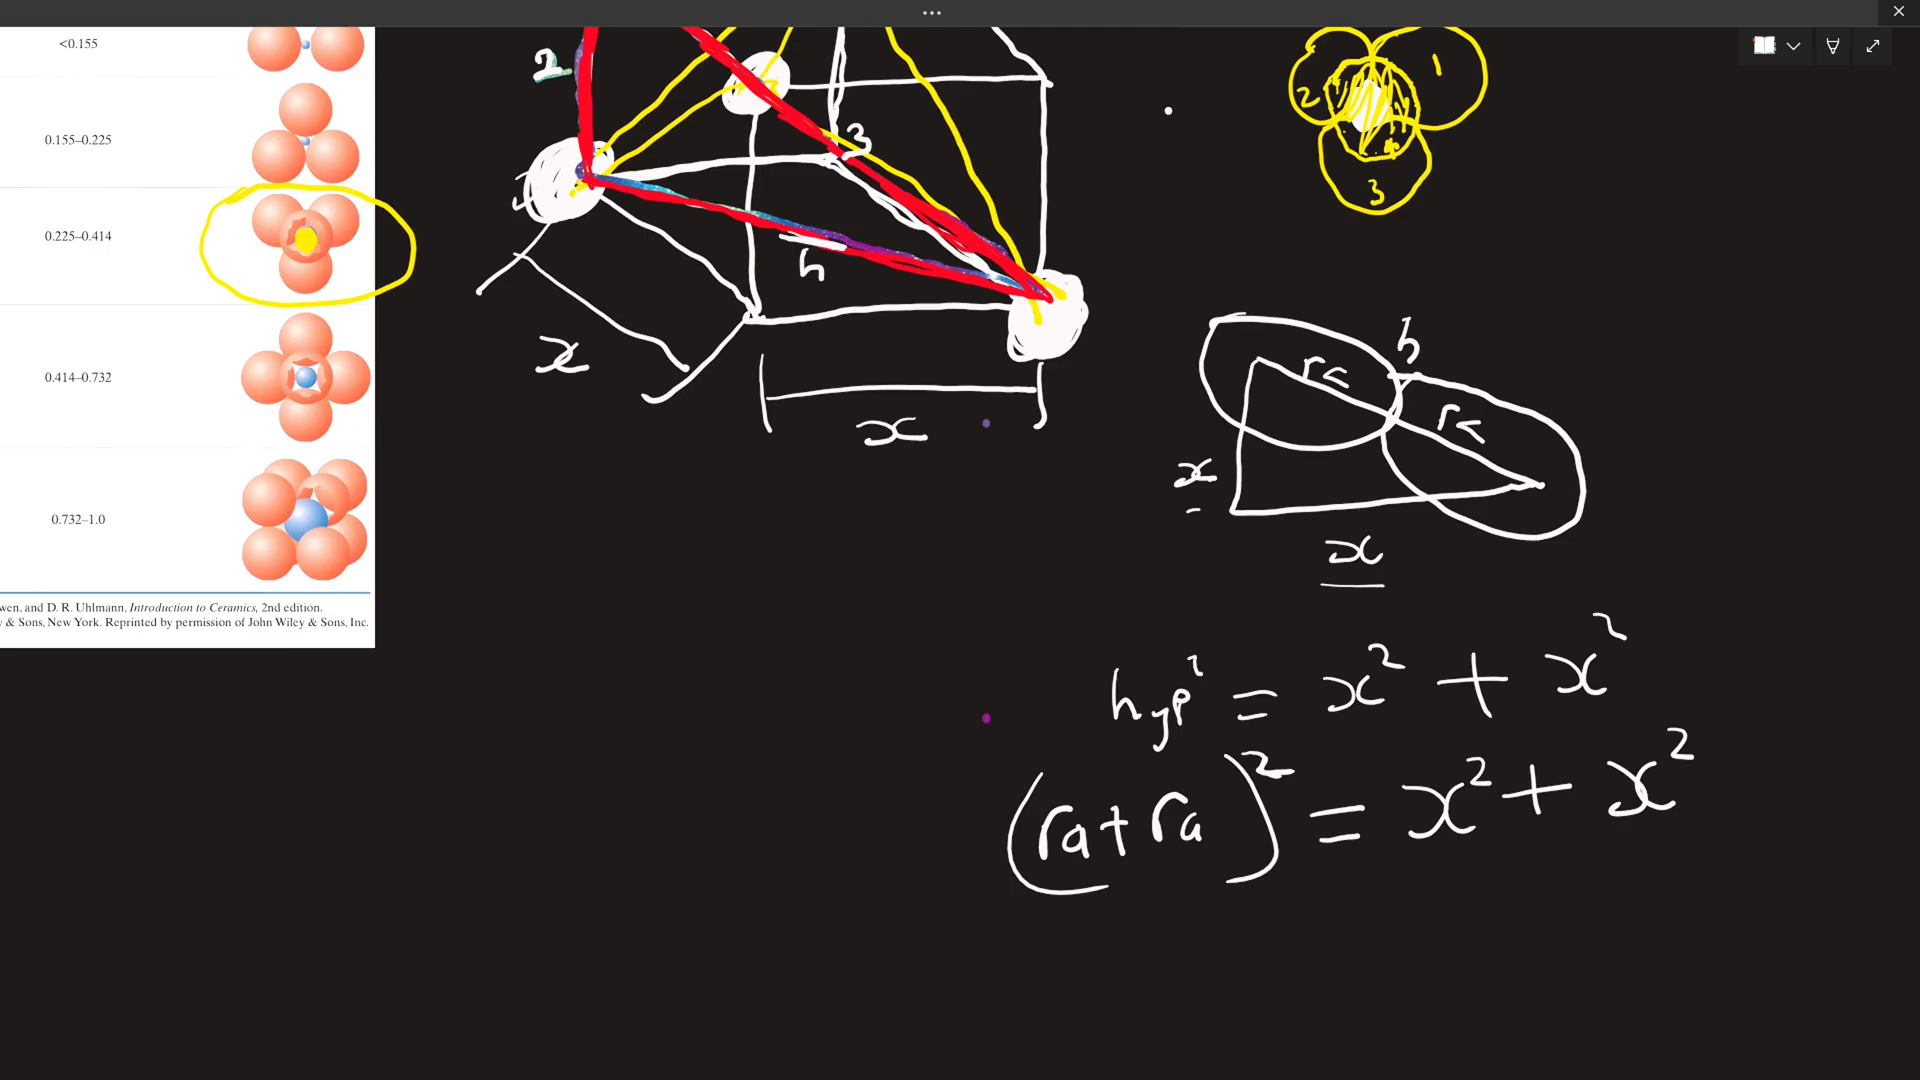 <0.155
0.155–0.225
0.225–0.414
0.414–0.732
0.732–1.0
wen, and D. R. Uhlmann, Introduction to Ceramics, 2nd edition.
y & Sons, New York. Reprinted by permission of John Wiley & Sons, Inc.
2
3
h
x
x
1
2
3
h
ra
ra
x
x
hyp² = x² + x²
(ra + ra)² = x² + x²